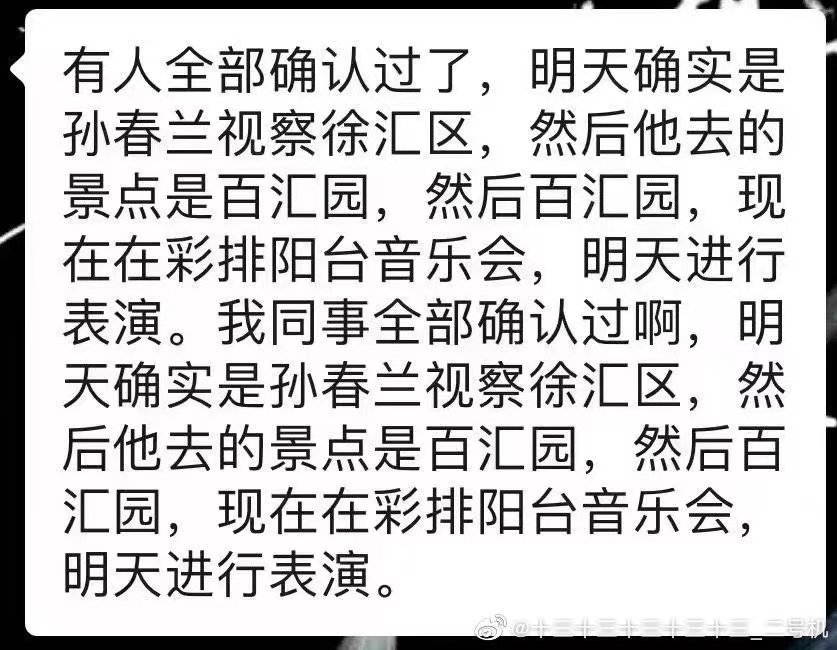 有人全部确认过了，明天确实是
孙春兰视察徐汇区，然后他去的
景点是百汇园，然后百汇园，现
在在彩排阳台音乐会，明天进行
表演。我同事全部确认过啊，明
天确实是孙春兰视察徐汇区，然
后他去的景点是百汇园，然后百
汇园，现在在彩排阳台音乐会，
明天进行表演。
@十三十三十三十三十三_二号机